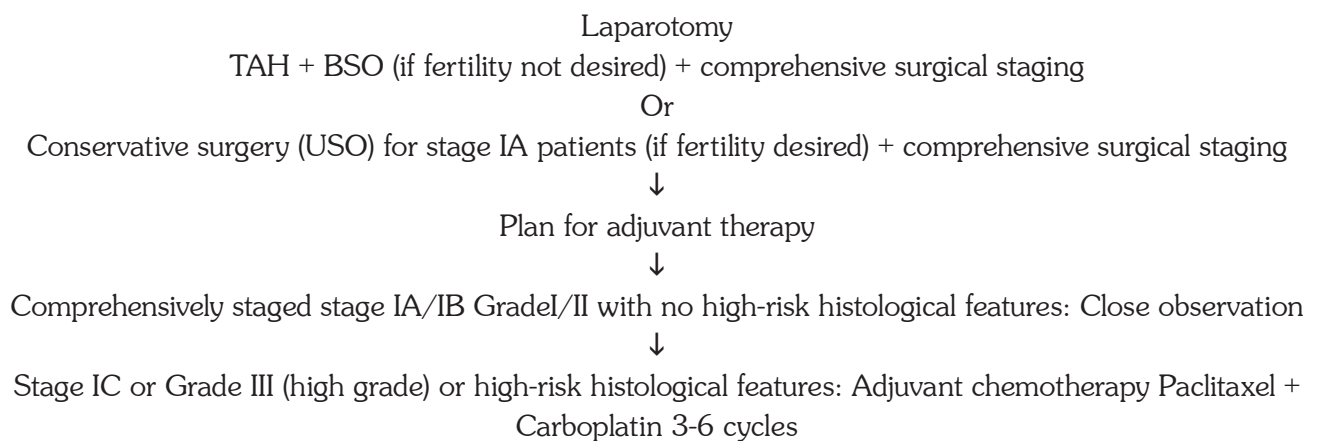 Laparotomy
TAH + BSO (if fertility not desired) + comprehensive surgical staging
Or
Conservative surgery (USO) for stage IA patients (if fertility desired) + comprehensive surgical staging
↓
Plan for adjuvant therapy
↓
Comprehensively staged stage IA/IB GradeI/II with no high-risk histological features: Close observation
↓
Stage IC or Grade III (high grade) or high-risk histological features: Adjuvant chemotherapy Paclitaxel +
Carboplatin 3-6 cycles